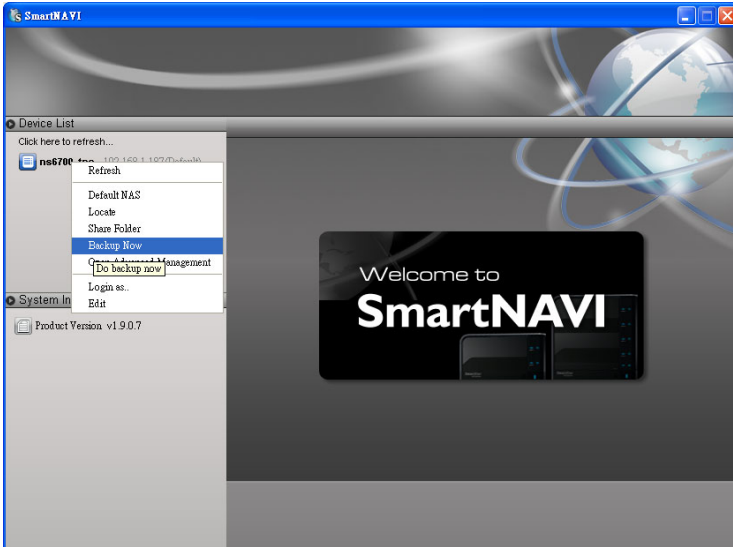 SmartNAVI
Device List
Click here to refresh...
ns6700
Refresh
Default NAS
Locate
Share Folder
Backup Now
Management
Do backup now
Login as..
System In
Edit
Product Version v1.9.0.7
Welcome to
SmartNAVI